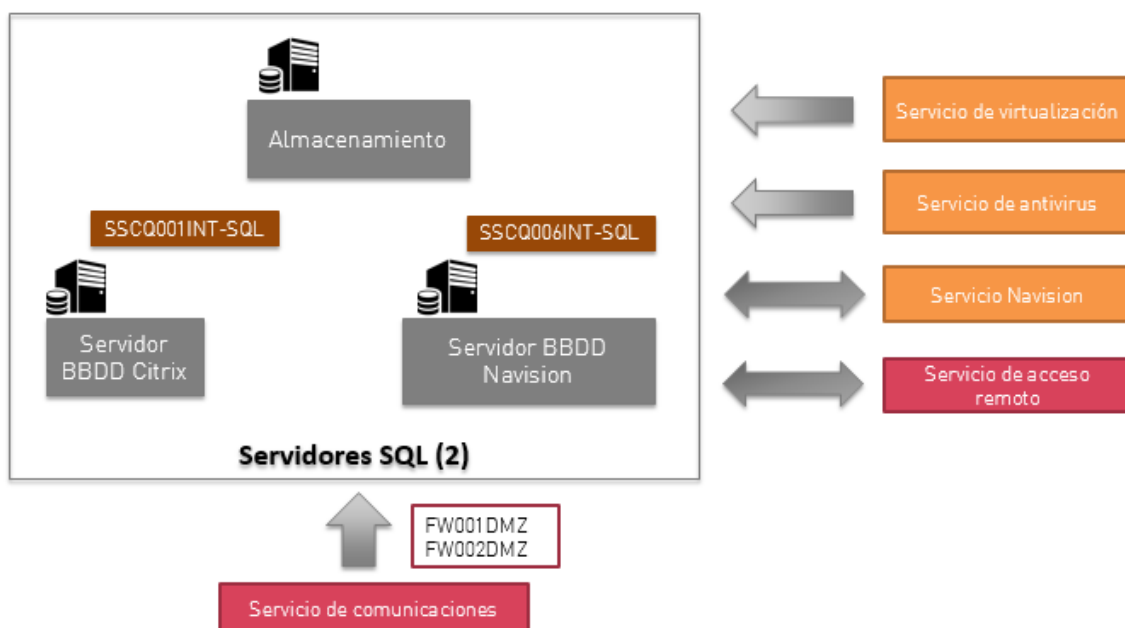 Almacenamiento
SSCQ001INT-SQL
SSCQ006INT-SQL
Servidor
BBDD Citrix
Servidor BBDD
Navision
Servidores SQL (2)
Servicio de virtualización
Servicio de antivirus
Servicio Navision
Servicio de acceso
remoto
FW001DMZ
FW002DMZ
Servicio de comunicaciones